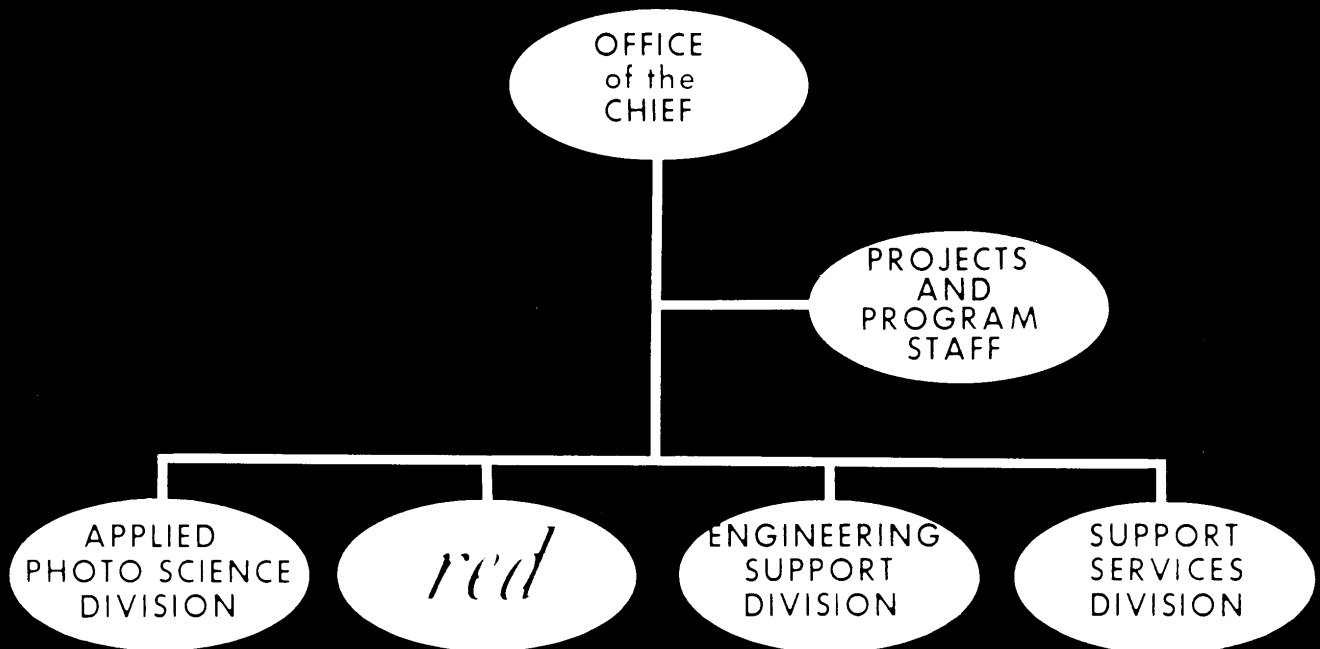 OFFICE
of the
CHIEF
PROJECTS
AND
PROGRAM
STAFF
APPLIED
PHOTO SCIENCE
DIVISION
red
ENGINEERING
SUPPORT
DIVISION
SUPPORT
SERVICES
DIVISION